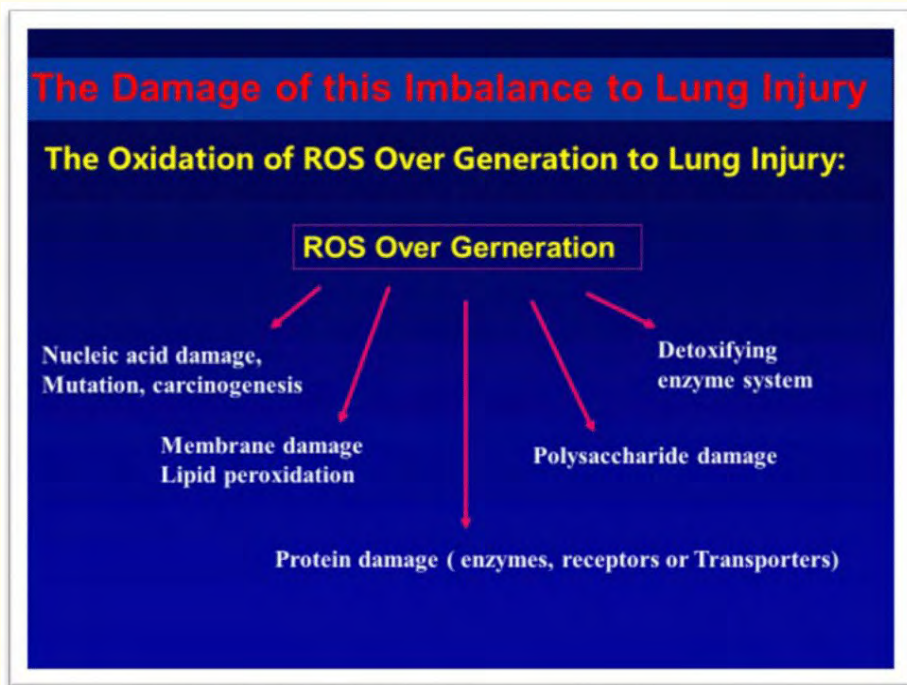 The Damage of this Imbalance to Lung Injury
The Oxidation of ROS Over Generation to Lung Injury:
ROS Over Gerneration
Nucleic acid damage,
Mutation, carcinogenesis
Detoxifying
enzyme system
Membrane damage
Lipid peroxidation
Polysaccharide damage
Protein damage ( enzymes, receptors or Transporters)